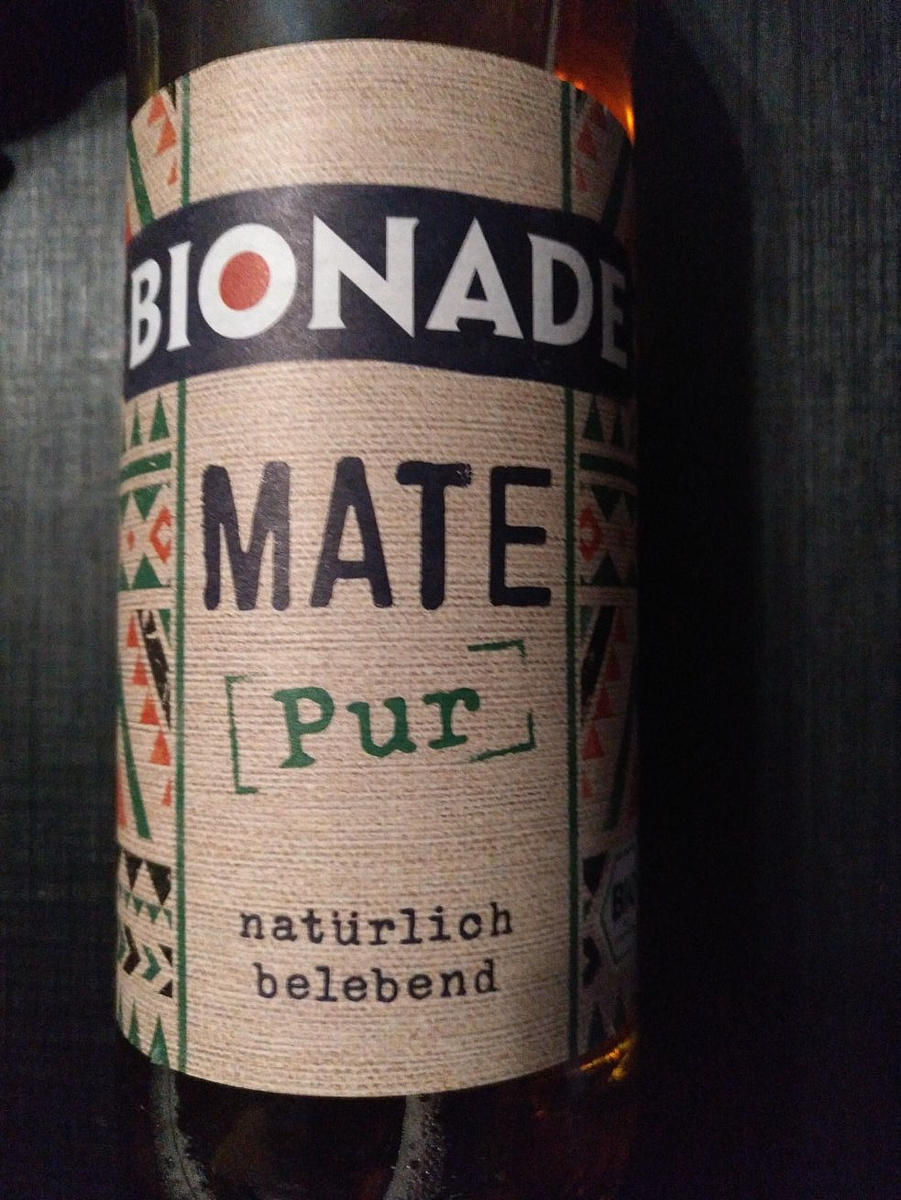 BIONADE
MATE
[Pur]
natürlich
belebend